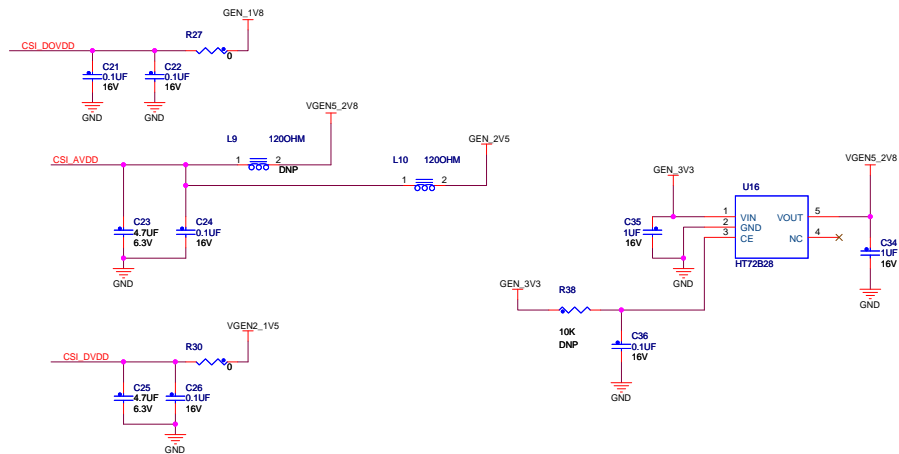 GEN_1V8
R27
CSI_DOVDD
0
C21
0.1UF
16V
C22
0.1UF
16V
GND
GND
VGEN5_2V8
L9 120OHM
CSI_AVDD
1 2
DNP
GEN_2V5
L10 120OHM
1 2
C23
4.7UF
6.3V
C24
0.1UF
16V
GND
VGEN5_2V8
GEN_3V3
U16
C35
1UF
16V
1 VIN VOUT 5
2 GND
3 CE NC 4
HT72B28
C34
1UF
16V
GND
GND
GEN_3V3
R38
10K
DNP
C36
0.1UF
16V
GND
VGEN2_1V5
R30
CSI_DVDD
0
C25
4.7UF
6.3V
C26
0.1UF
16V
GND